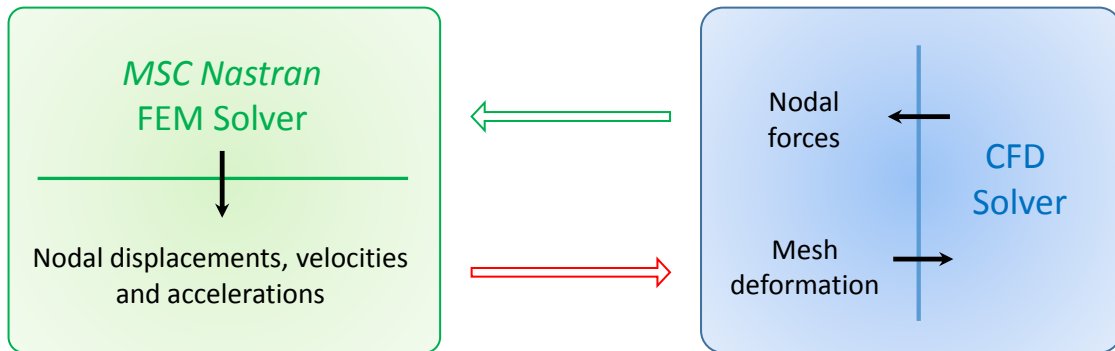 MSC Nastran
FEM Solver
Nodal displacements, velocities
and accelerations
Nodal
forces
CFD
Solver
Mesh
deformation